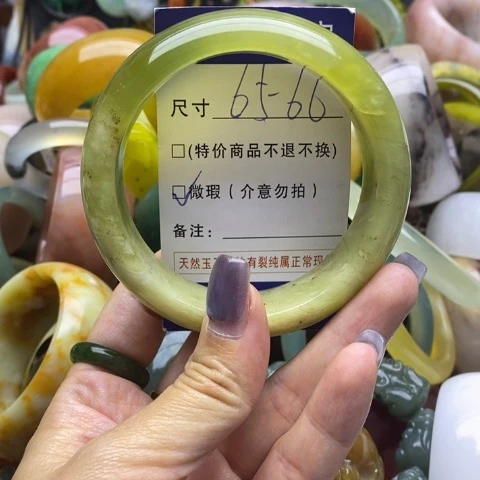 尺寸 65-66
□(特价商品不退不换)
☑微瑕(介意勿拍)
备注:
天然玉
有裂纯属正常现